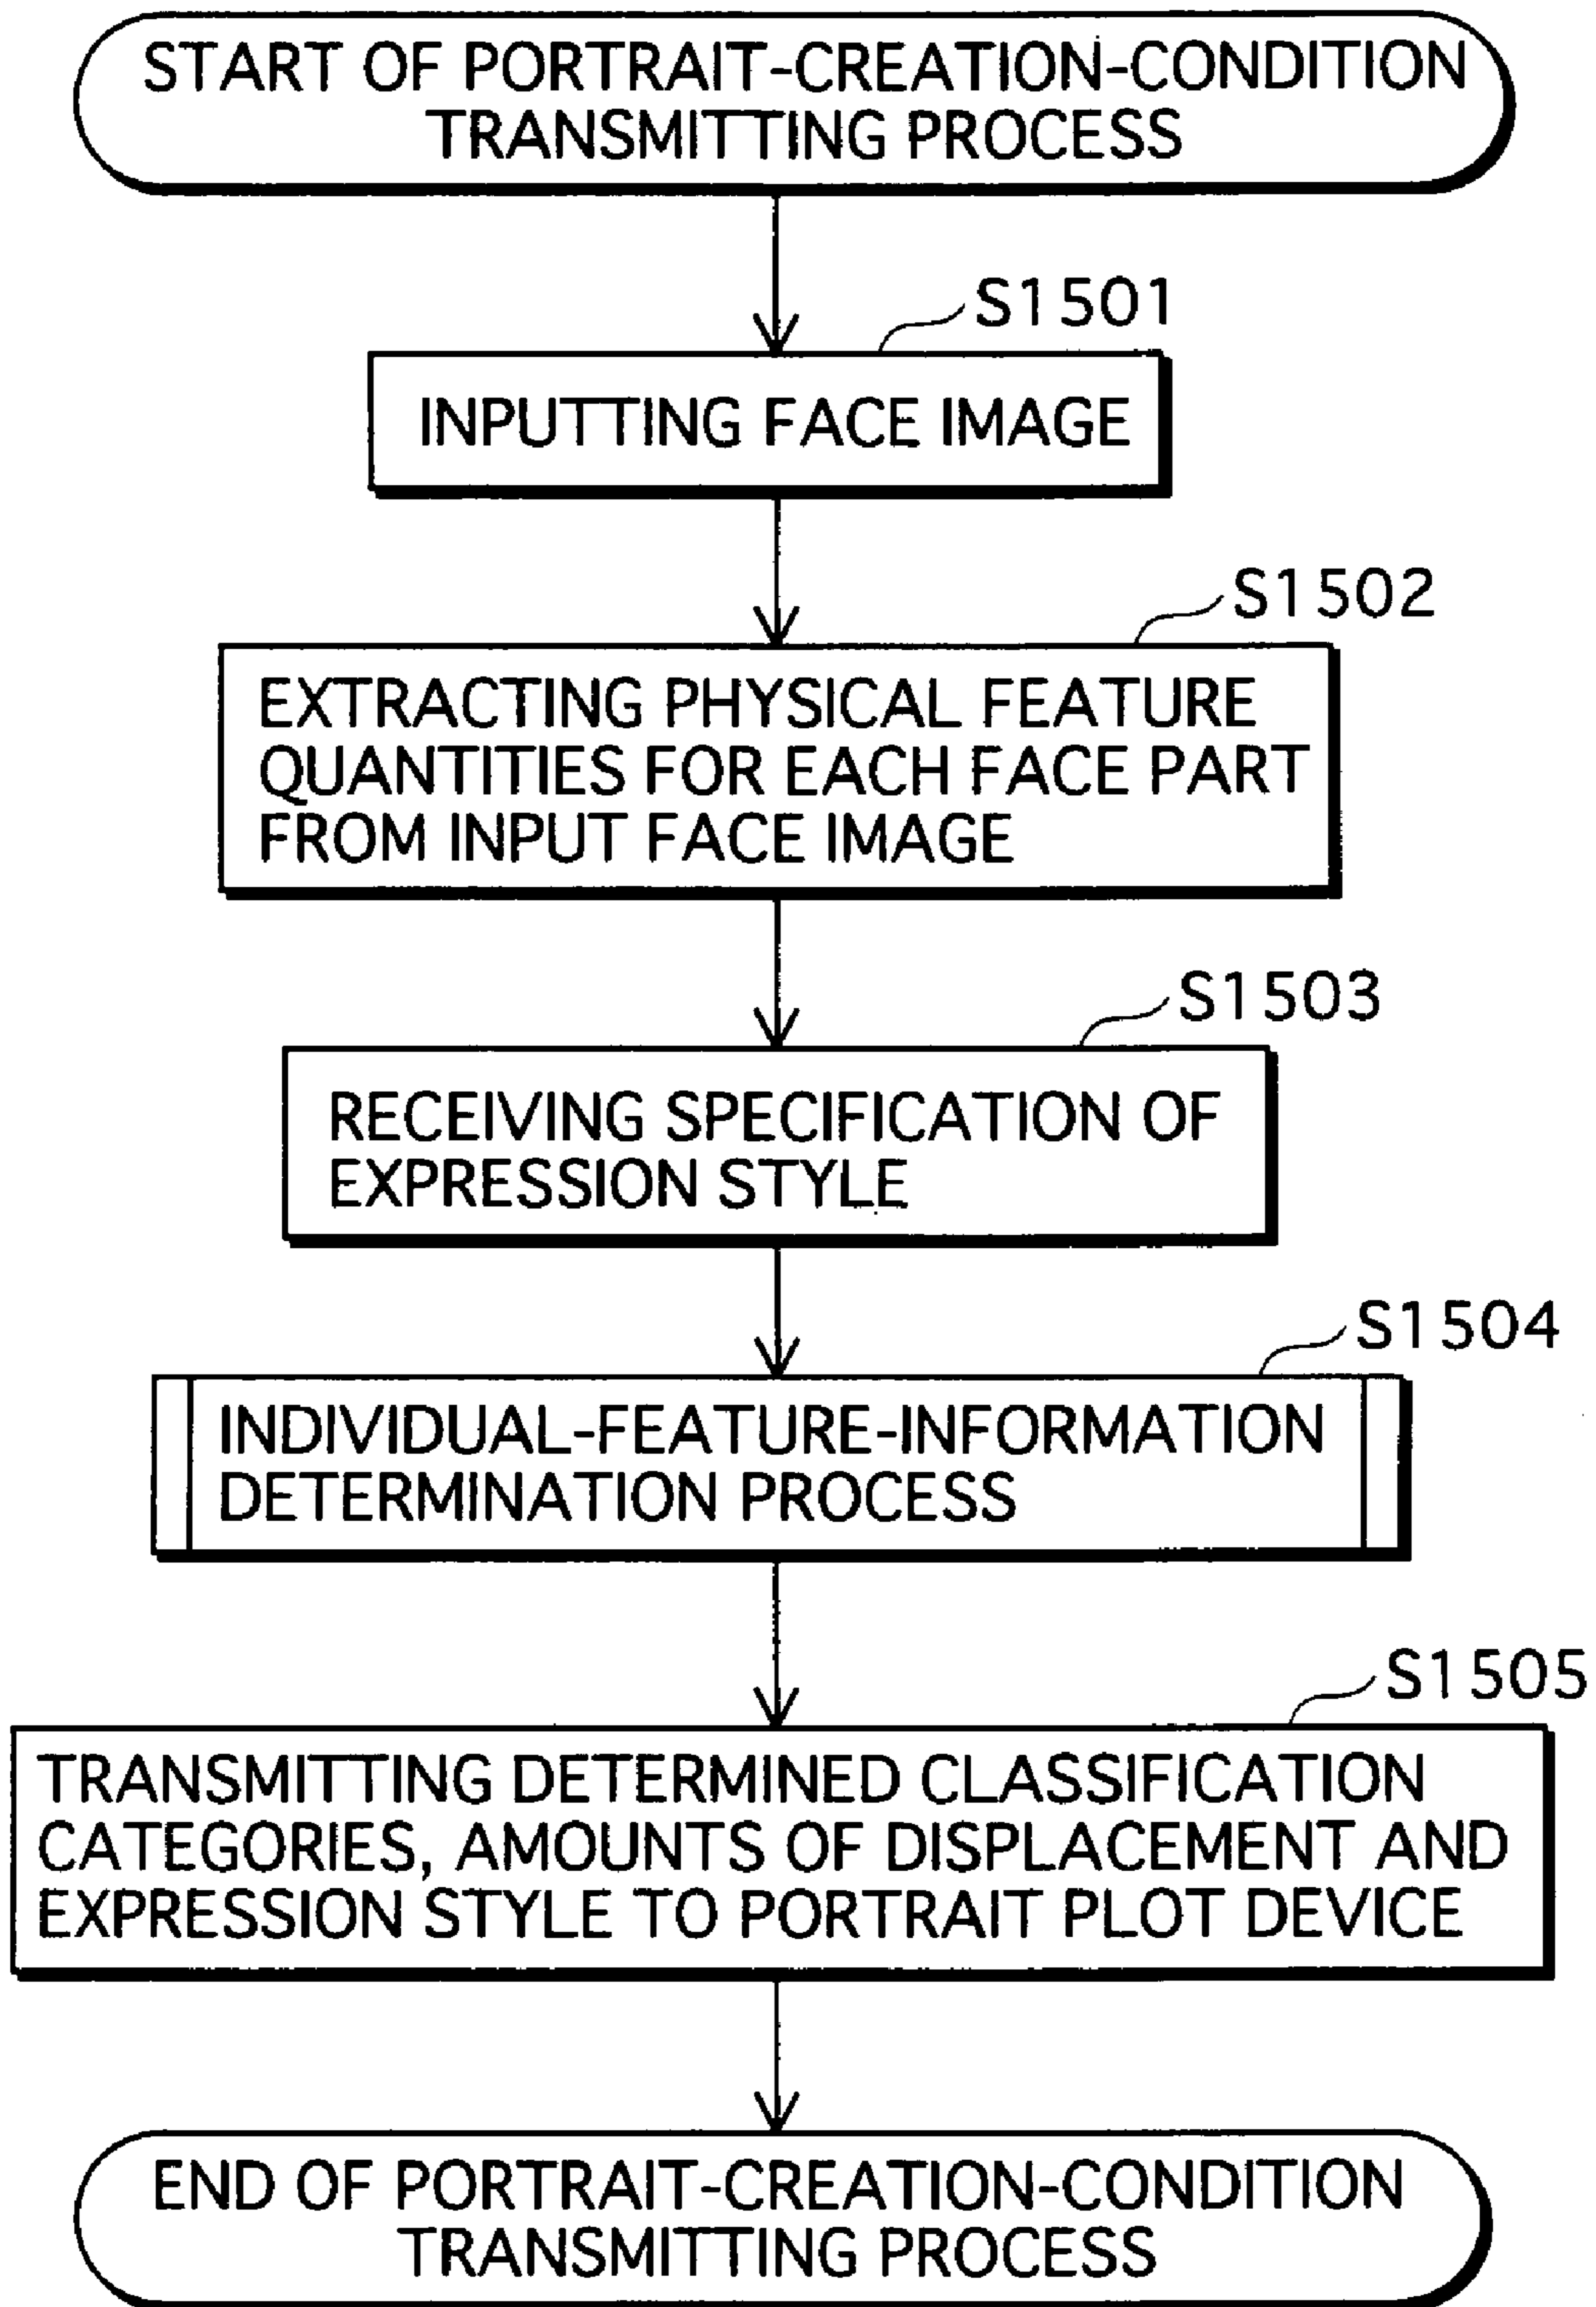 START OF PORTRAIT-CREATION-CONDITION
TRANSMITTING PROCESS
S1501
INPUTTING FACE IMAGE
S1502
EXTRACTING PHYSICAL FEATURE
QUANTITIES FOR EACH FACE PART
FROM INPUT FACE IMAGE
S1503
RECEIVING SPECIFICATION OF
EXPRESSION STYLE
S1504
INDIVIDUAL-FEATURE-INFORMATION
DETERMINATION PROCESS
S1505
TRANSMITTING DETERMINED CLASSIFICATION
CATEGORIES, AMOUNTS OF DISPLACEMENT AND
EXPRESSION STYLE TO PORTRAIT PLOT DEVICE
END OF PORTRAIT-CREATION-CONDITION
TRANSMITTING PROCESS